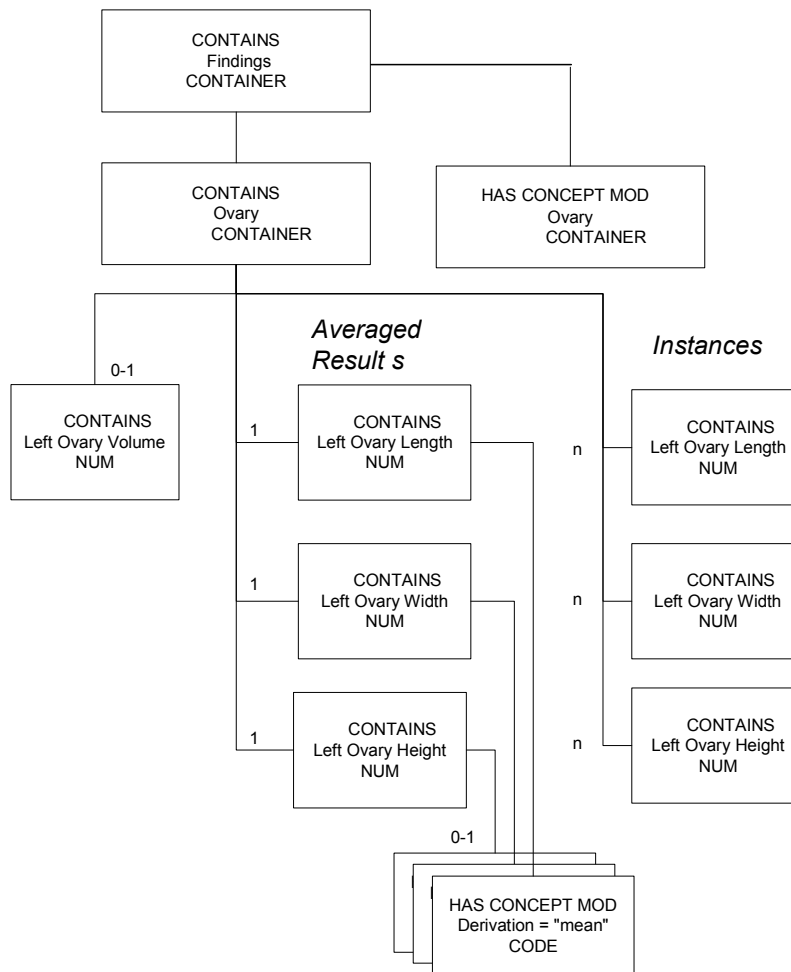 CONTAINS
Findings
CONTAINER
CONTAINS
Ovary
CONTAINER
HAS CONCEPT MOD
Ovary
CONTAINER
Averaged
Result s
Instances
0-1
CONTAINS
Left Ovary Volume
NUM
1
CONTAINS
Left Ovary Length
NUM
n
CONTAINS
Left Ovary Length
NUM
1
CONTAINS
Left Ovary Width
NUM
n
CONTAINS
Left Ovary Width
NUM
1
CONTAINS
Left Ovary Height
NUM
n
CONTAINS
Left Ovary Height
NUM
0-1
HAS CONCEPT MOD
Derivation = "mean"
CODE